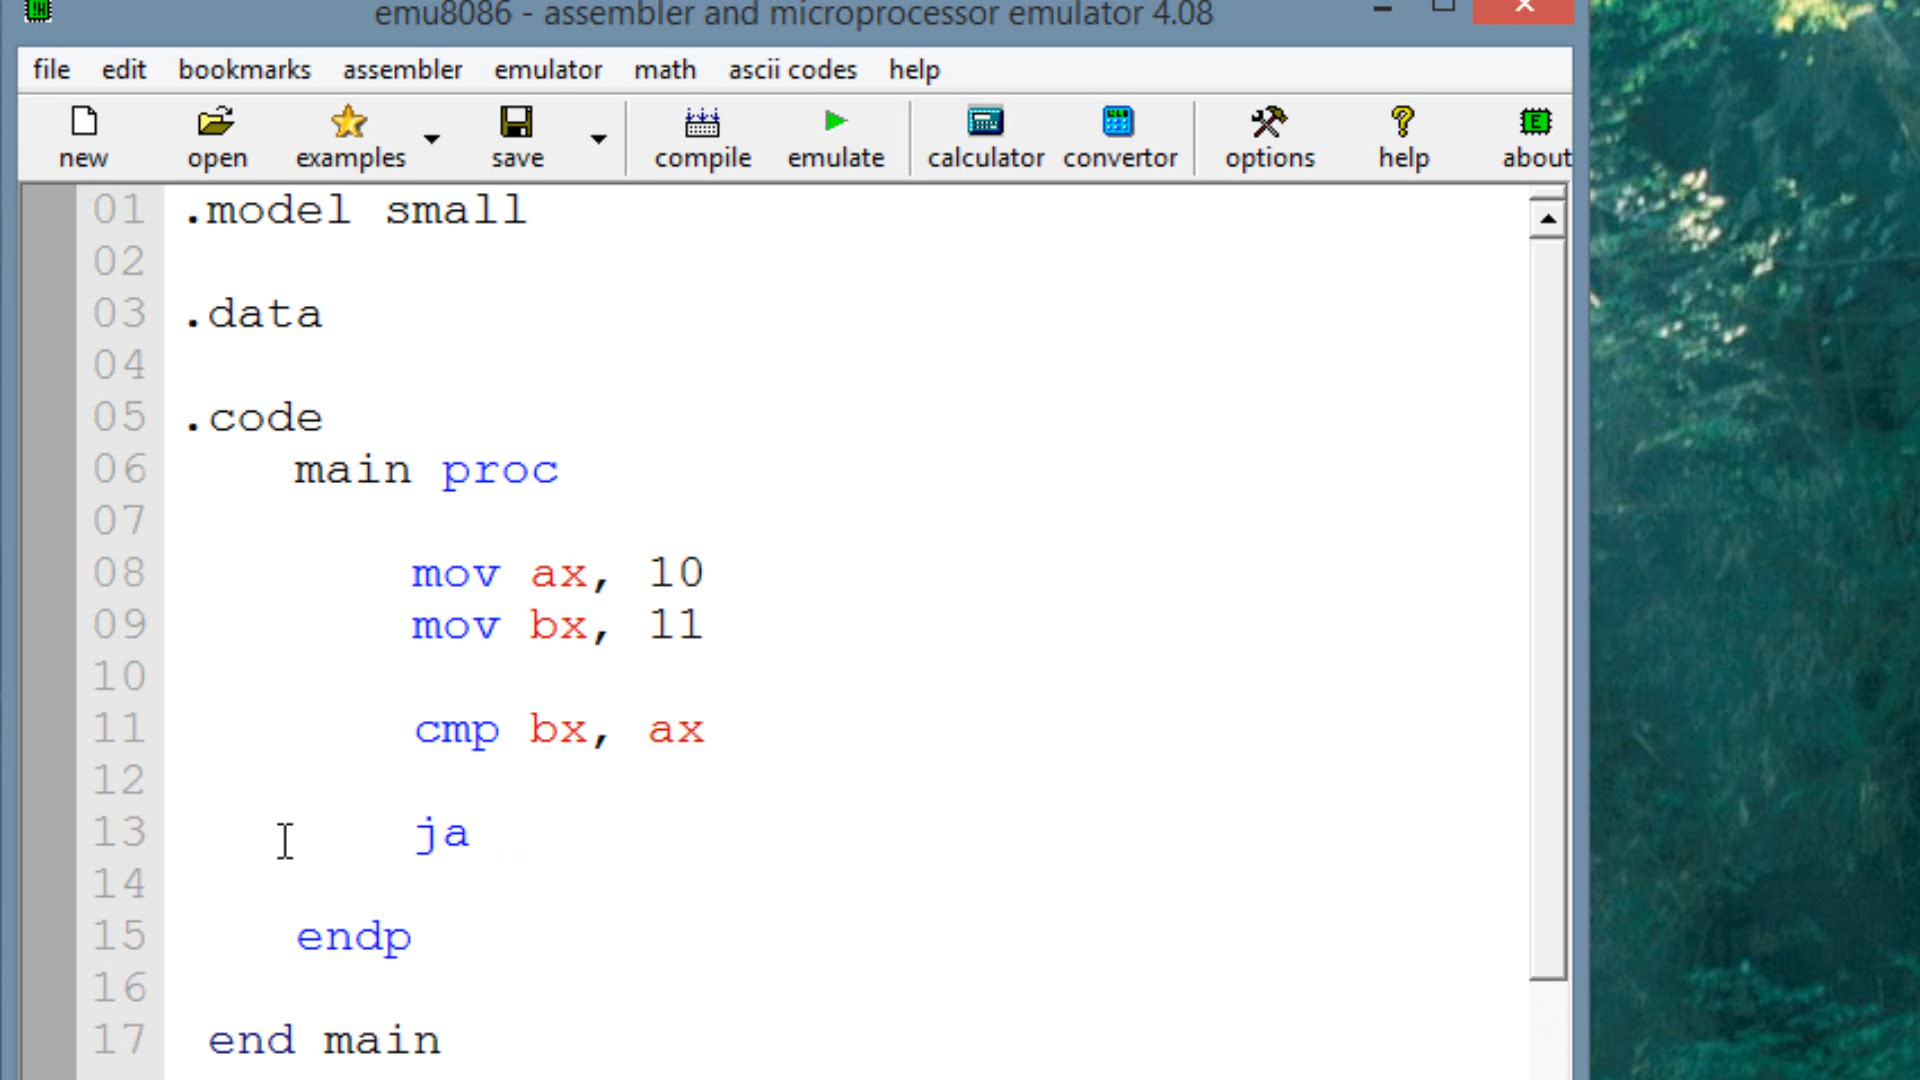 emu8086 - assembler and microprocessor emulator 4.08
file edit bookmarks assembler emulator math ascii codes help
new open examples save compile emulate calculator convertor options help about
01 .model small
02
03 .data
04
05 .code
06 main proc
07
08 mov ax, 10
09 mov bx, 11
10
11 cmp bx, ax
12
13 ja
14
15 endp
16
17 end main